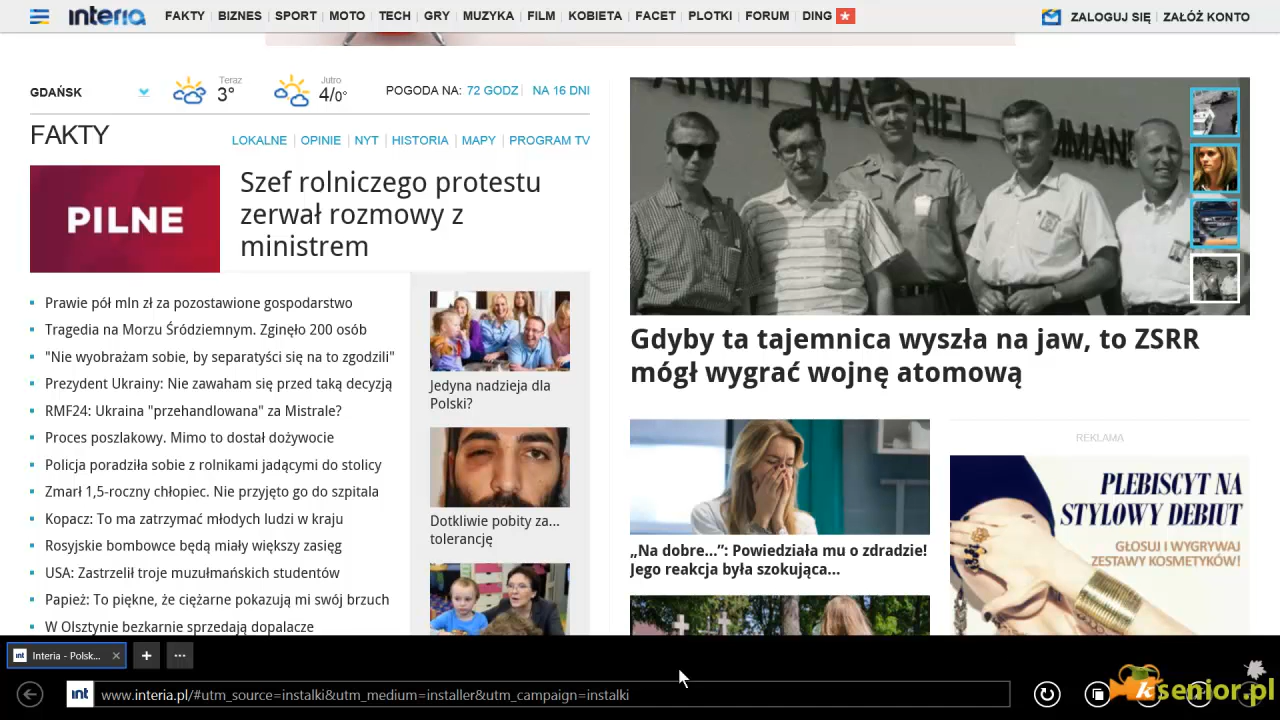 interia
FAKTY BIZNES SPORT MOTO TECH GRY MUZYKA FILM KOBIETA FACET PLOTKI FORUM DING
ZALOGUJ SIĘ ZAŁÓŻ KONTO
GDAŃSK
Teraz
3°
Jutro
4/0°
POGODA NA: 72 GODZ NA 16 DNI
FAKTY
LOKALNE OPINIE NYT HISTORIA MAPY PROGRAM TV
PILNE
Szef rolniczego protestu
zerwał rozmowy z
ministrem
Prawie pół mln zł za pozostawione gospodarstwo
Tragedia na Morzu Śródziemnym. Zginęło 200 osób
"Nie wyobrażam sobie, by separatyści się na to zgodzili"
Prezydent Ukrainy: Nie zawaham się przed taką decyzją
RMF24: Ukraina "przehandlowana" za Mistrale?
Proces poszlakowy. Mimo to dostał dożywocie
Policja poradziła sobie z rolnikami jadącymi do stolicy
Zmarł 1,5-roczny chłopiec. Nie przyjęto go do szpitala
Kopacz: To ma zatrzymać młodych ludzi w kraju
Rosyjskie bombowce będą miały większy zasięg
USA: Zastrzelił troje muzułmańskich studentów
Papież: To piękne, że ciężarne pokazują mi swój brzuch
W Olsztynie bezkarnie sprzedają dopalacze
Jedyna nadzieja dla
Polski?
Dotkliwie pobity za...
tolerancję
ARMY MATERIEL
Gdyby ta tajemnica wyszła na jaw, to ZSRR
mógł wygrać wojnę atomową
„Na dobre...”: Powiedziała mu o zdradzie!
Jego reakcja była szokująca...
REKLAMA
PLEBISCYT NA
STYLOWY DEBIUT
GŁOSUJ I WYGRYWAJ
ZESTAWY KOSMETYKÓW!
int Interia - Polsk...
int www.interia.pl/#utm_source=instalki&utm_medium=installer&utm_campaign=instalki
ksenior.pl